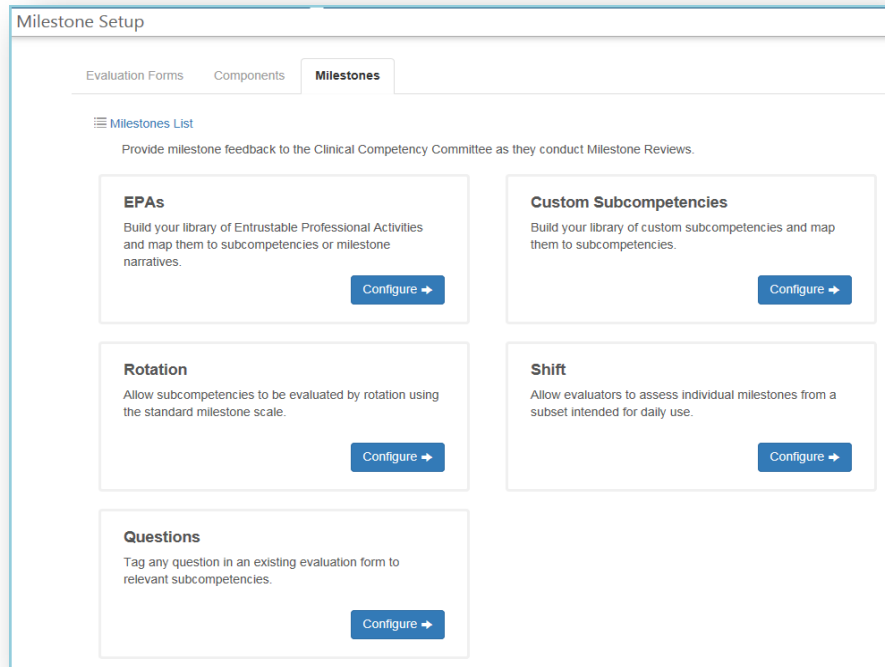 Milestone Setup
Evaluation Forms Components Milestones
Milestones List
Provide milestone feedback to the Clinical Competency Committee as they conduct Milestone Reviews.
EPAs
Build your library of Entrustable Professional Activities
and map them to subcompetencies or milestone
narratives.
Configure
Custom Subcompetencies
Build your library of custom subcompetencies and map
them to subcompetencies.
Configure
Rotation
Allow subcompetencies to be evaluated by rotation using
the standard milestone scale.
Configure
Shift
Allow evaluators to assess individual milestones from a
subset intended for daily use.
Configure
Questions
Tag any question in an existing evaluation form to
relevant subcompetencies.
Configure